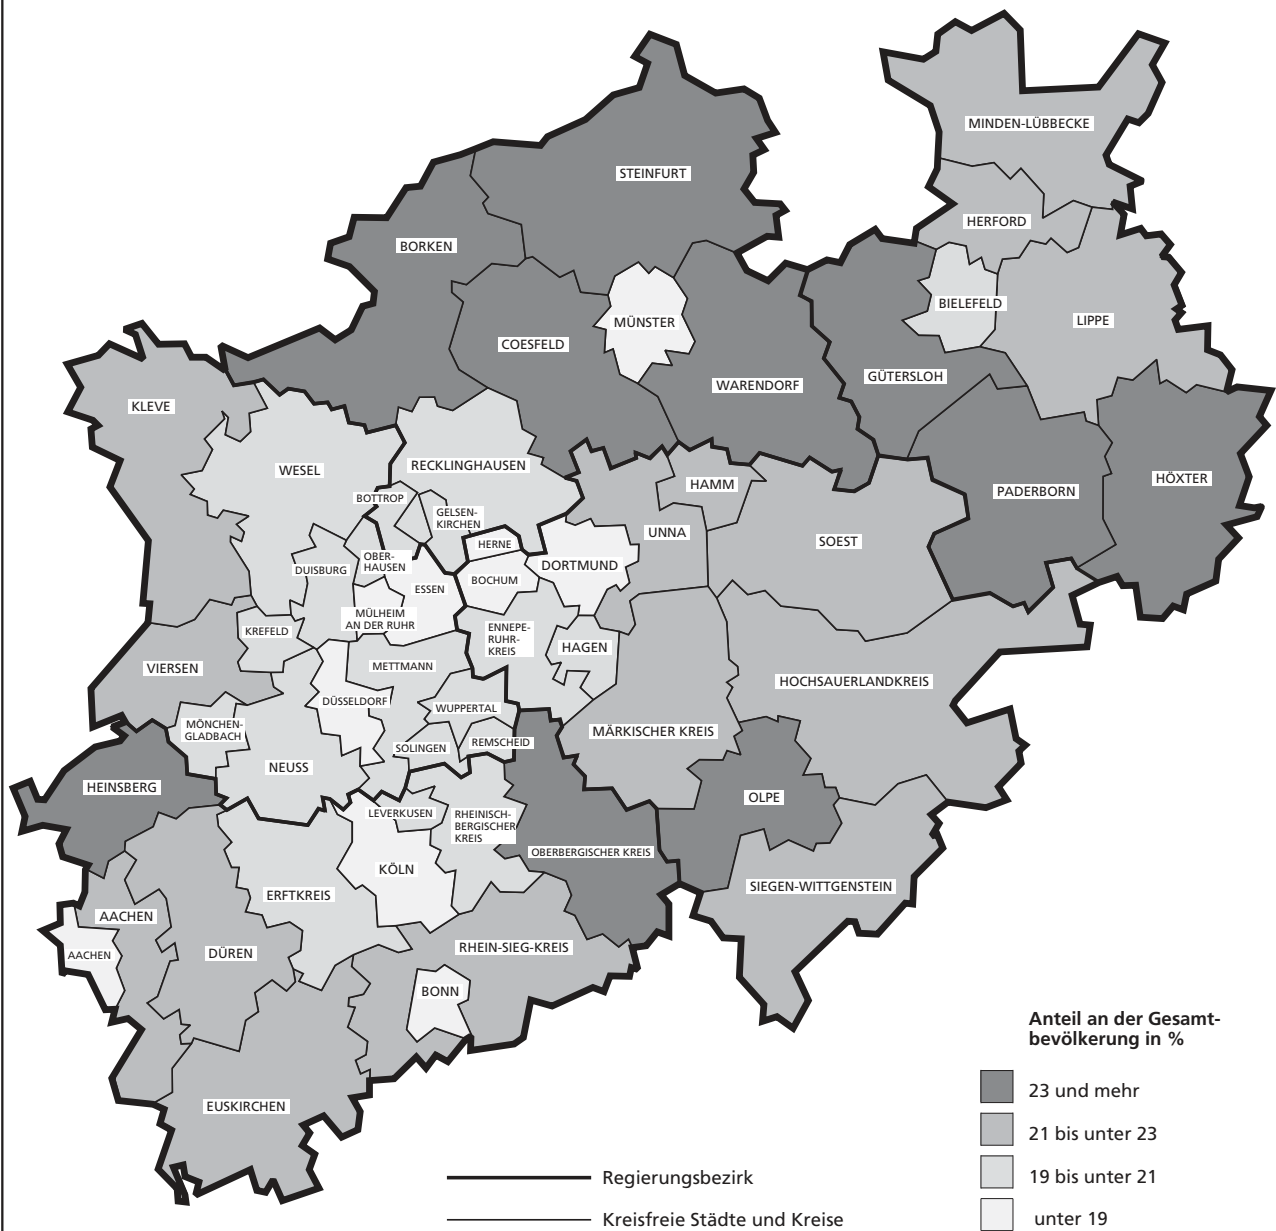 MINDEN-LÜBBECKE
STEINFURT
HERFORD
BORKEN
BIELEFELD
LIPPE
MÜNSTER
COESFELD
GÜTERSLOH
WARENDORF
KLEVE
RECKLINGHAUSEN
WESEL
HÖXTER
HAMM
PADERBORN
BOTTROP
GELSEN-
KIRCHEN
UNNA
SOEST
HERNE
OBER-
HAUSEN
DORTMUND
DUISBURG
BOCHUM
ESSEN
MÜLHEIM
AN DER RUHR
KREFELD
ENNEPE-
RUHR-
KREIS
HAGEN
VIERSEN
METTMANN
HOCHSAUERLANDKREIS
DÜSSELDORF
WUPPERTAL
MÖNCHEN-
GLADBACH
MÄRKISCHER KREIS
REMSCHEID
SOLINGEN
NEUSS
HEINSBERG
OLPE
LEVERKUSEN
RHEINISCH-
BERGISCHER
KREIS
OBERBERGISCHER KREIS
KÖLN
SIEGEN-WITTGENSTEIN
ERFTKREIS
AACHEN
RHEIN-SIEG-KREIS
DÜREN
AACHEN
BONN
EUSKIRCHEN
Anteil an der Gesamt-
bevölkerung in %
23 und mehr
21 bis unter 23
19 bis unter 21
unter 19
Regierungsbezirk
Kreisfreie Städte und Kreise